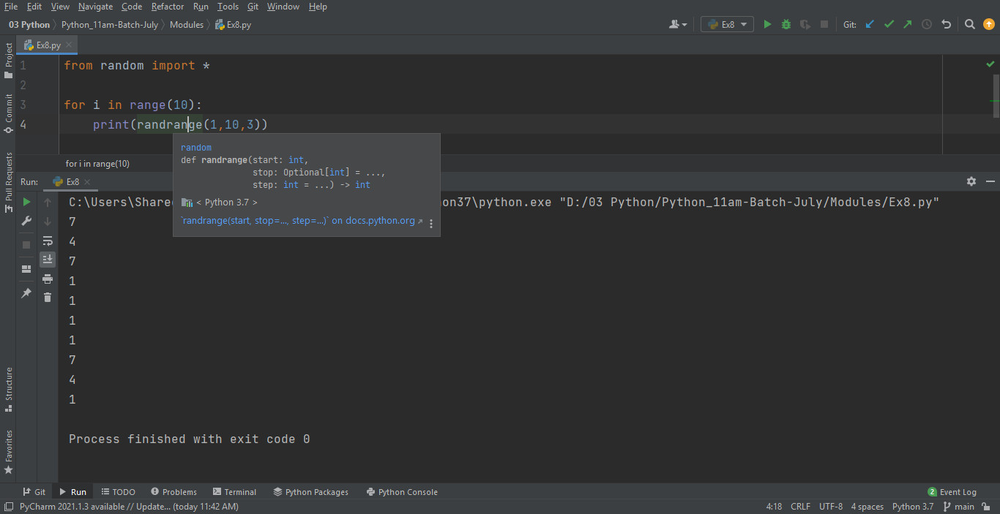 File Edit View Navigate Code Refactor Run Tools Git Window Help
03 Python Python_11am-Batch-July Modules Ex8.py
Ex8
Git:
Ex8.py
Project
Commit
Pull Requests
Structure
Favorites
1 from random import *
2
3 for i in range(10):
4 print(randrange(1,10,3))
random
def randrange(start: int,
stop: Optional[int] = ...,
step: int = ...) -> int
< Python 3.7 >
`randrange(start, stop=..., step=...)` on docs.python.org
for i in range(10)
Run: Ex8
C:\Users\Sharee
on37\python.exe "D:/03 Python/Python_11am-Batch-July/Modules/Ex8.py"
7
4
7
1
1
1
1
7
4
1
Process finished with exit code 0
Git Run TODO Problems Terminal Python Packages Python Console
2 Event Log
PyCharm 2021.1.3 available // Update... (today 11:42 AM)
4:18 CRLF UTF-8 4 spaces Python 3.7 main